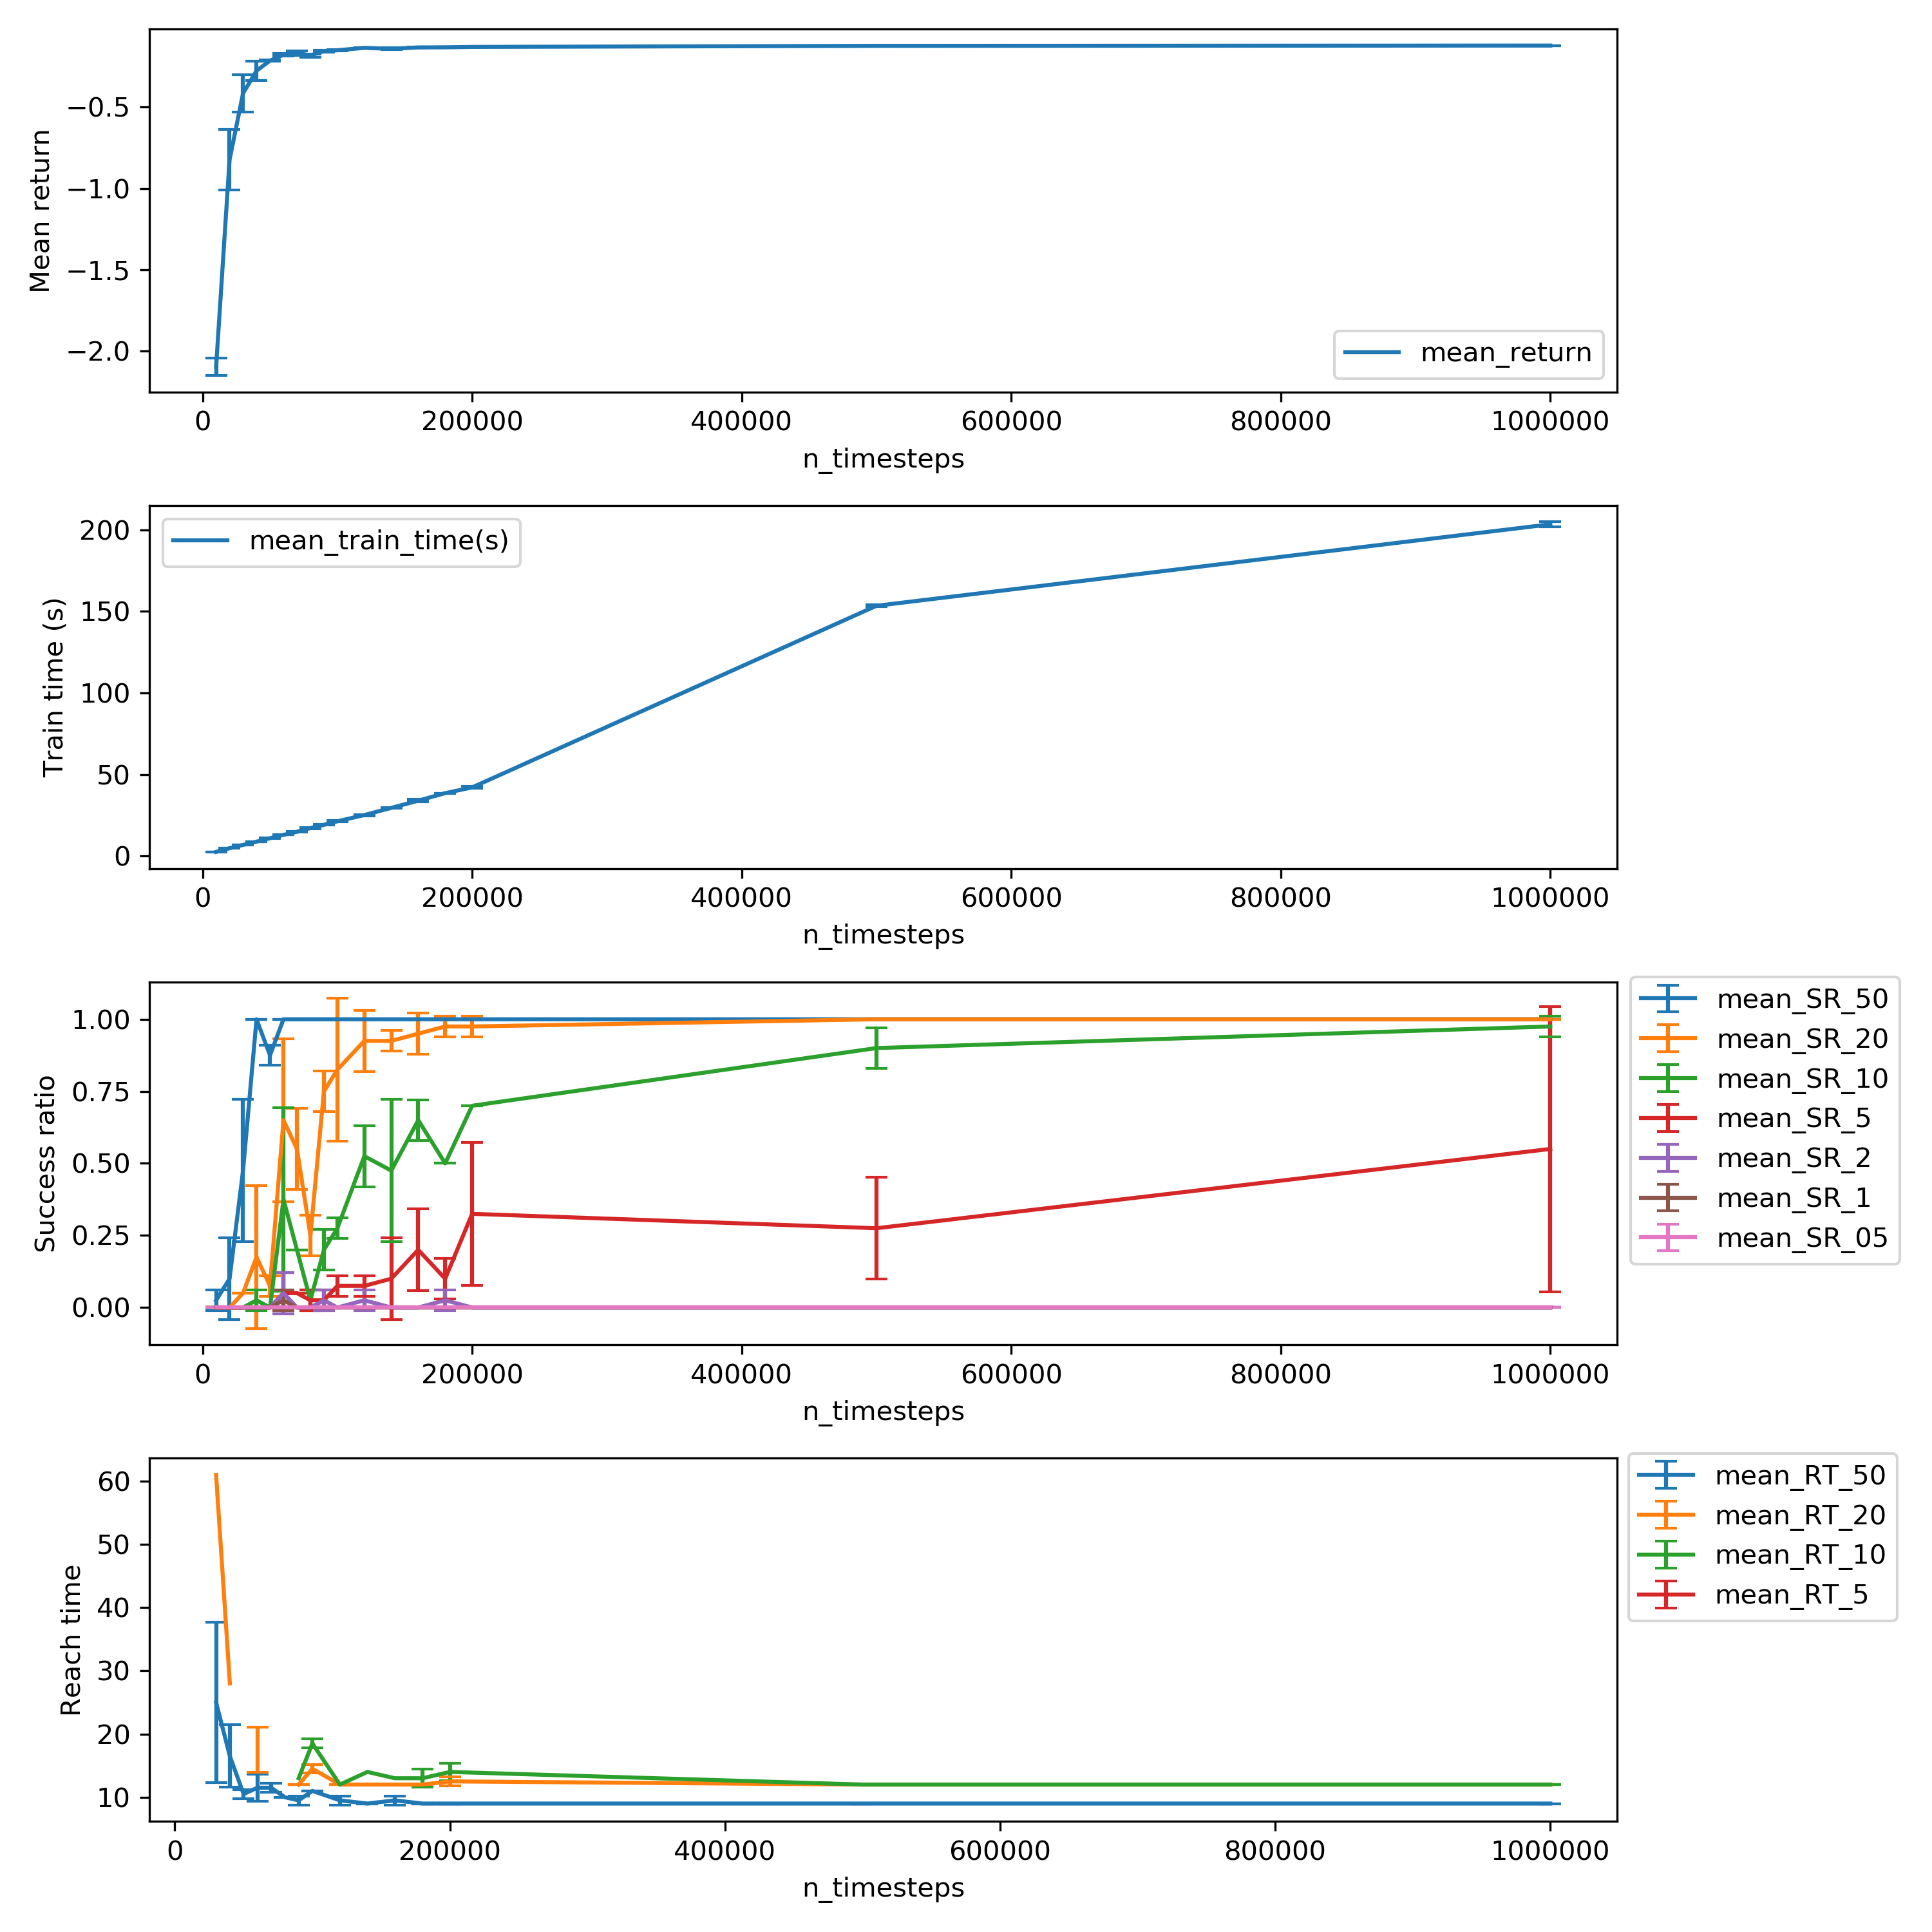 −0.5
−1.0
−1.5
−2.0
Mean return
mean_return
0 200000 400000 600000 800000 1000000
n_timesteps
200
150
100
50
0
Train time (s)
mean_train_time(s)
0 200000 400000 600000 800000 1000000
n_timesteps
1.00
0.75
0.50
0.25
0.00
Success ratio
mean_SR_50
mean_SR_20
mean_SR_10
mean_SR_5
mean_SR_2
mean_SR_1
mean_SR_05
0 200000 400000 600000 800000 1000000
n_timesteps
60
50
40
30
20
10
Reach time
mean_RT_50
mean_RT_20
mean_RT_10
mean_RT_5
0 200000 400000 600000 800000 1000000
n_timesteps